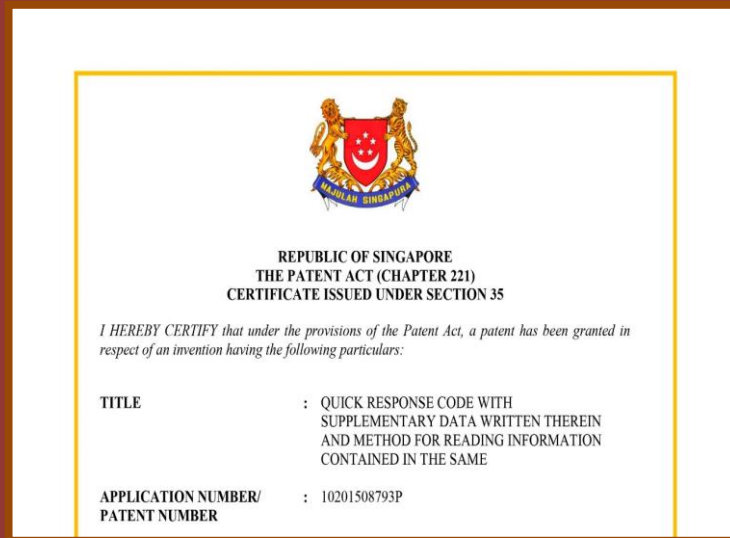 MAJULAH SINGAPURA
REPUBLIC OF SINGAPORE
THE PATENT ACT (CHAPTER 221)
CERTIFICATE ISSUED UNDER SECTION 35
I HEREBY CERTIFY that under the provisions of the Patent Act, a patent has been granted in
respect of an invention having the following particulars:
TITLE : QUICK RESPONSE CODE WITH
SUPPLEMENTARY DATA WRITTEN THEREIN
AND METHOD FOR READING INFORMATION
CONTAINED IN THE SAME
APPLICATION NUMBER/ : 10201508793P
PATENT NUMBER